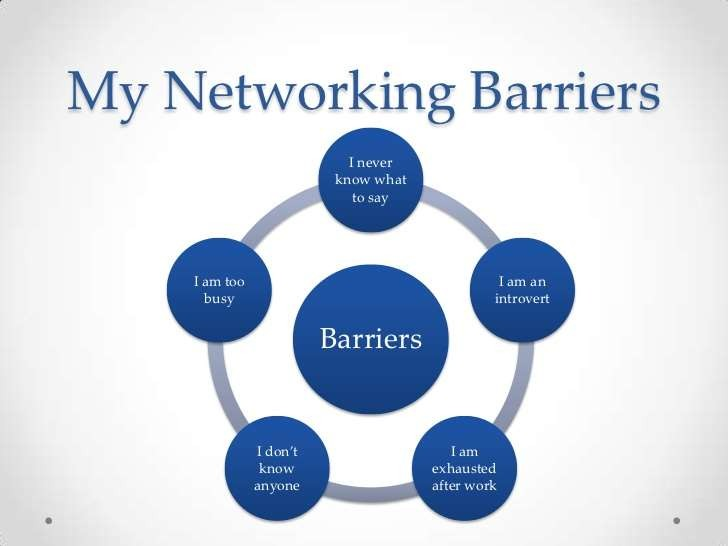 My Networking Barriers
I never
know what
to say
I am an
introvert
I am
exhausted
after work
I don’t
know
anyone
I am too
busy
Barriers